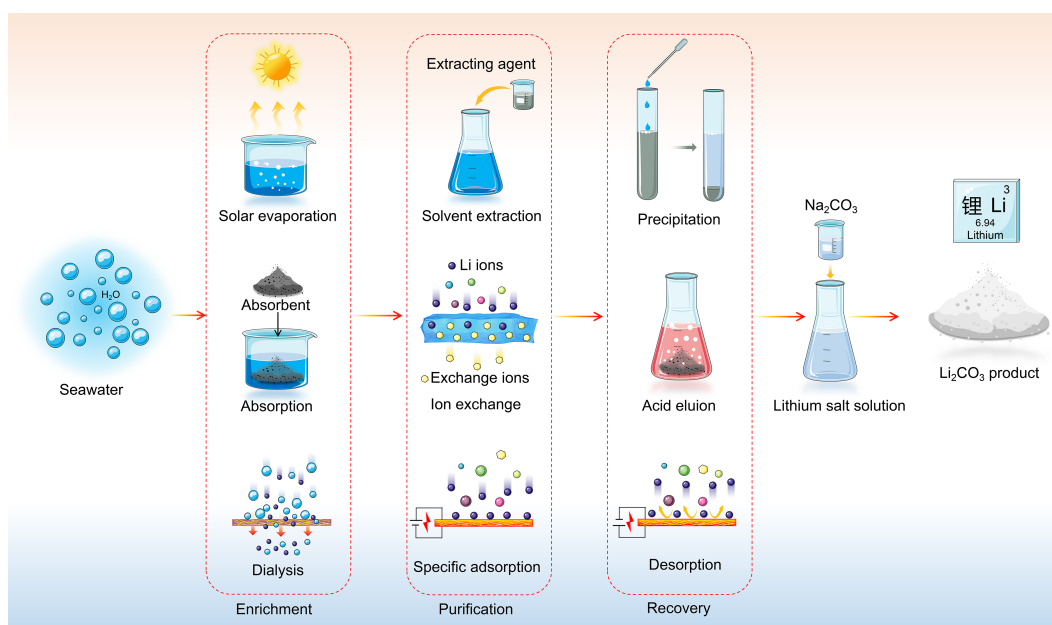 H₂O
Seawater
Solar evaporation
Absorbent
Absorption
Dialysis
Enrichment
Extracting agent
Solvent extraction
Li ions
Exchange ions
Ion exchange
Specific adsorption
Purification
Precipitation
Acid eluion
Desorption
Recovery
Na₂CO₃
Lithium salt solution
3
锂 Li
6.94
Lithium
Li₂CO₃ product